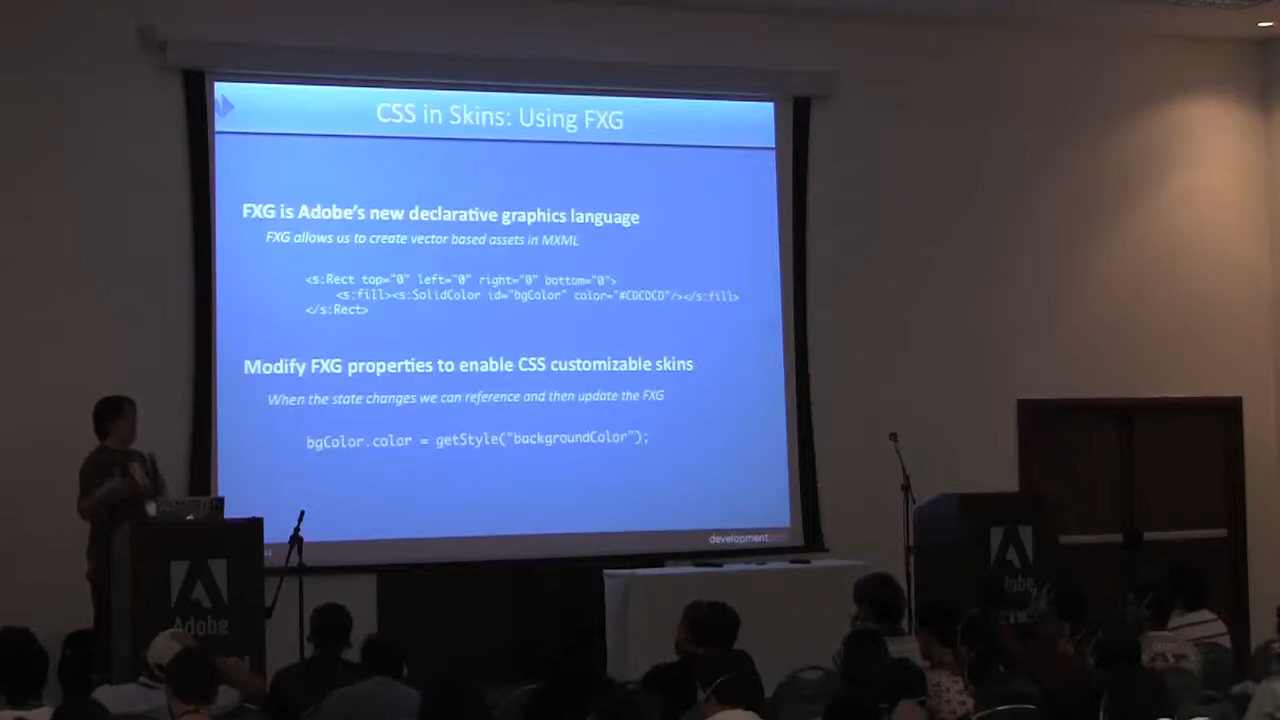 CSS in Skins: Using FXG
FXG is Adobe's new declarative graphics language
FXG allows us to create vector based assets in MXML
<s:Rect top="0" left="0" right="0" bottom="0">
<s:fill><s:SolidColor id="bgColor" color="#CDCDCD"/></s:fill>
</s:Rect>
Modify FXG properties to enable CSS customizable skins
When the state changes we can reference and then update the FXG
bgColor.color = getStyle("backgroundColor");
development
Adobe
dobe